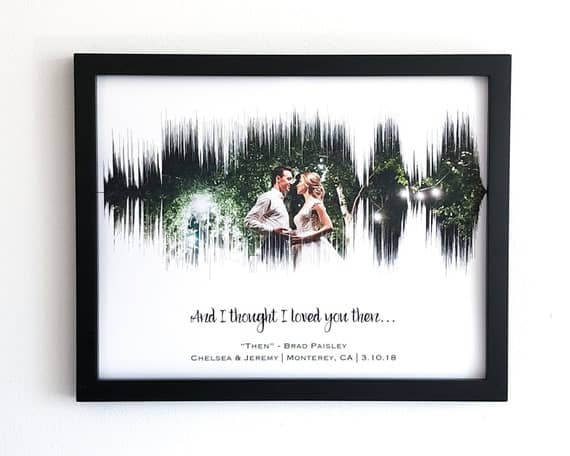 And I thought I loved you then...
"Then" - Brad Paisley
Chelsea & Jeremy | Monterey, CA | 3.10.18